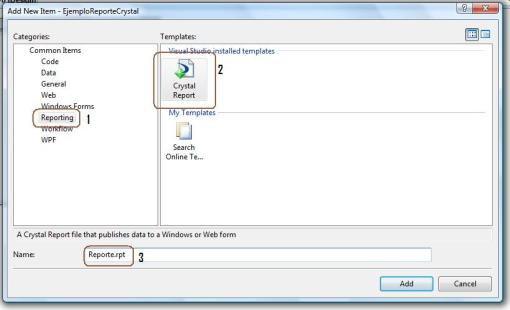 Add New Item - EjemploReporteCrystal
Categories:
Templates:
Common Items
Code
Data
General
Web
Windows Forms
Reporting
1
Workflow
WPF
Visual Studio installed templates
Crystal
Report
2
My Templates
Search
Online Te...
A Crystal Report file that publishes data to a Windows or Web form
Name:
Reporte.rpt
3
Add
Cancel